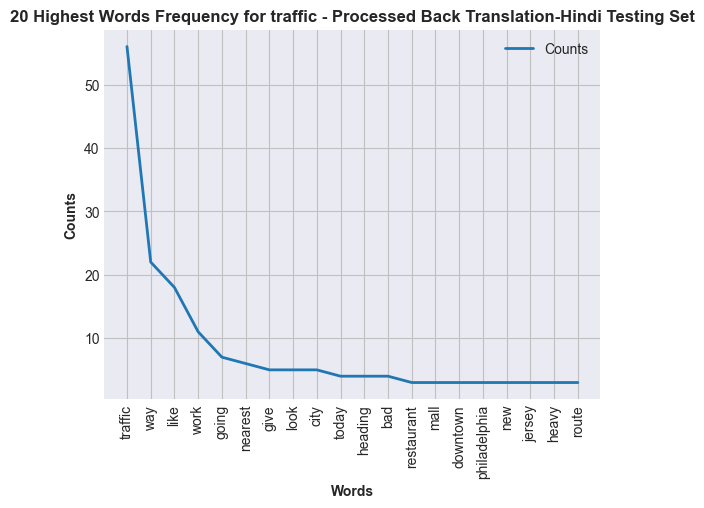 20 Highest Words Frequency for traffic - Processed Back Translation-Hindi Testing Set
Counts
50
40
30
20
10
Counts
traffic
way
like
work
going
nearest
give
look
city
today
heading
bad
restaurant
mall
downtown
philadelphia
new
jersey
heavy
route
Words